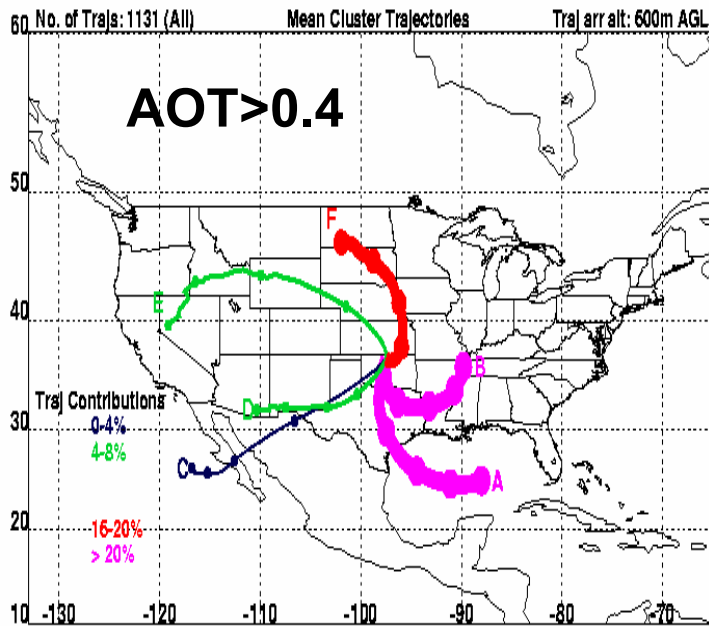 No. of Trajs: 1131 (All) Mean Cluster Trajectories Traj arr alt: 500m AGL
60
AOT>0.4
50
F
40
E
B
Traj Contributions
0-4%
4-8%
30
D
C
A
20
16-20%
> 20%
10 -130 -120 -110 -100 -90 -80 -70